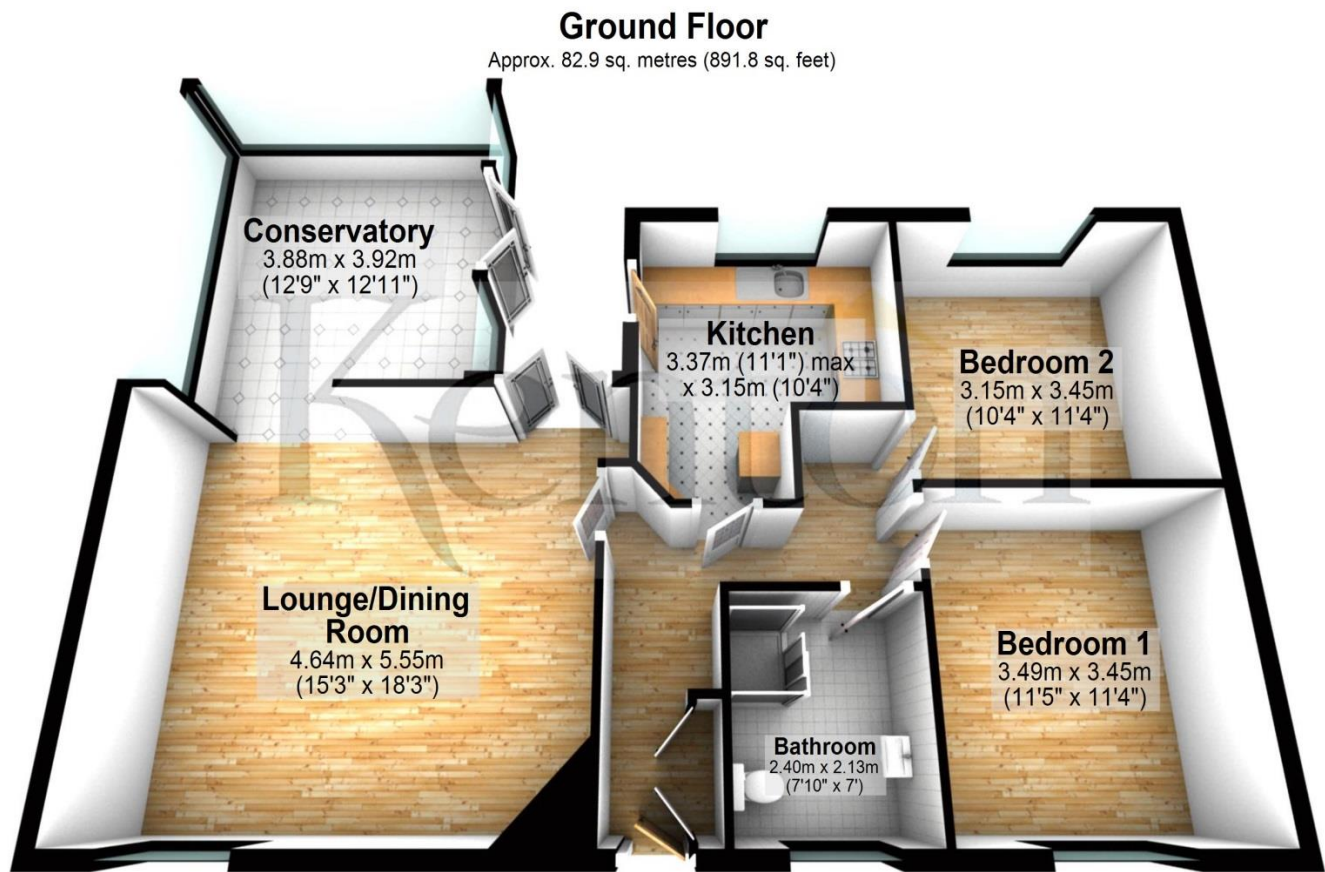 Ground Floor
Approx. 82.9 sq. metres (891.8 sq. feet)
Conservatory
3.88m x 3.92m
(12'9" x 12'11")
Kitchen
3.37m (11'1") max
x 3.15m (10'4")
Bedroom 2
3.15m x 3.45m
(10'4" x 11'4")
Lounge/Dining
Room
4.64m x 5.55m
(15'3" x 18'3")
Bedroom 1
3.49m x 3.45m
(11'5" x 11'4")
Bathroom
2.40m x 2.13m
(7'10" x 7')